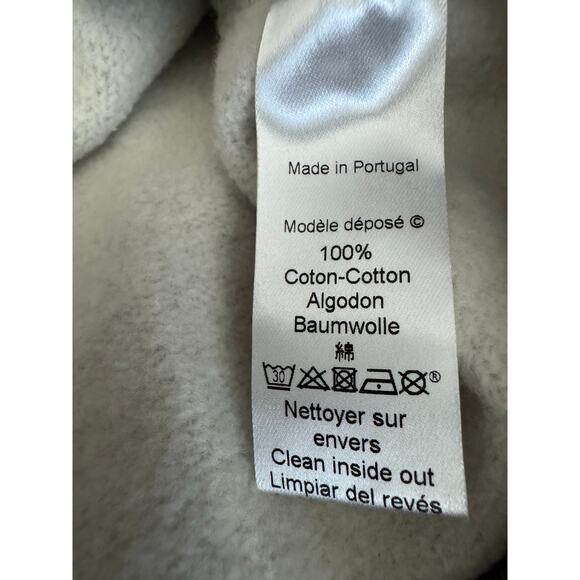 Made in Portugal
Modèle déposé ©
100%
Coton-Cotton
Algodon
Baumwolle
綿
30 ®
Nettoyer sur
envers
Clean inside out
Limpiar del revés